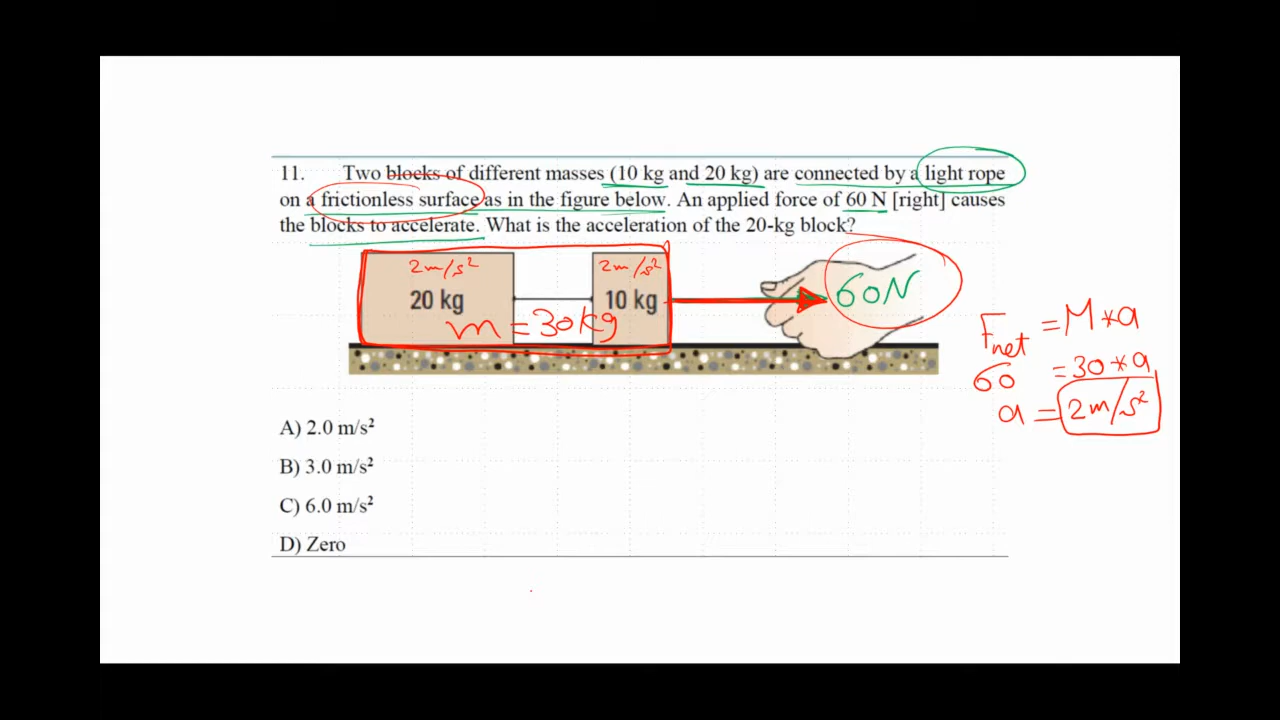 11. Two blocks of different masses (10 kg and 20 kg) are connected by a light rope
on a frictionless surface as in the figure below. An applied force of 60 N [right] causes
the blocks to accelerate. What is the acceleration of the 20-kg block?
2m/s² 2m/s²
20 kg 10 kg 60N
m = 30kg
Fnet = M*a
60 = 30*a
a = 2m/s²
A) 2.0 m/s²
B) 3.0 m/s²
C) 6.0 m/s²
D) Zero